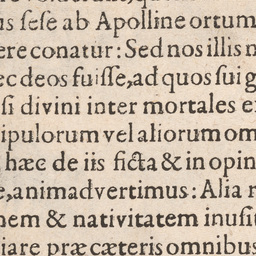 us ſeſe ab Apolline ortum
ere conatur: Sed nos illis n
ec deos fuiſſe, ad quos ſui g
ſi divini inter mortales e
ipulorum vel aliorum om
hæc de iis ficta & in opin
e, animadvertimus: Alia r
nem & nativitatem inuſit
iare præ cæteris omnibus